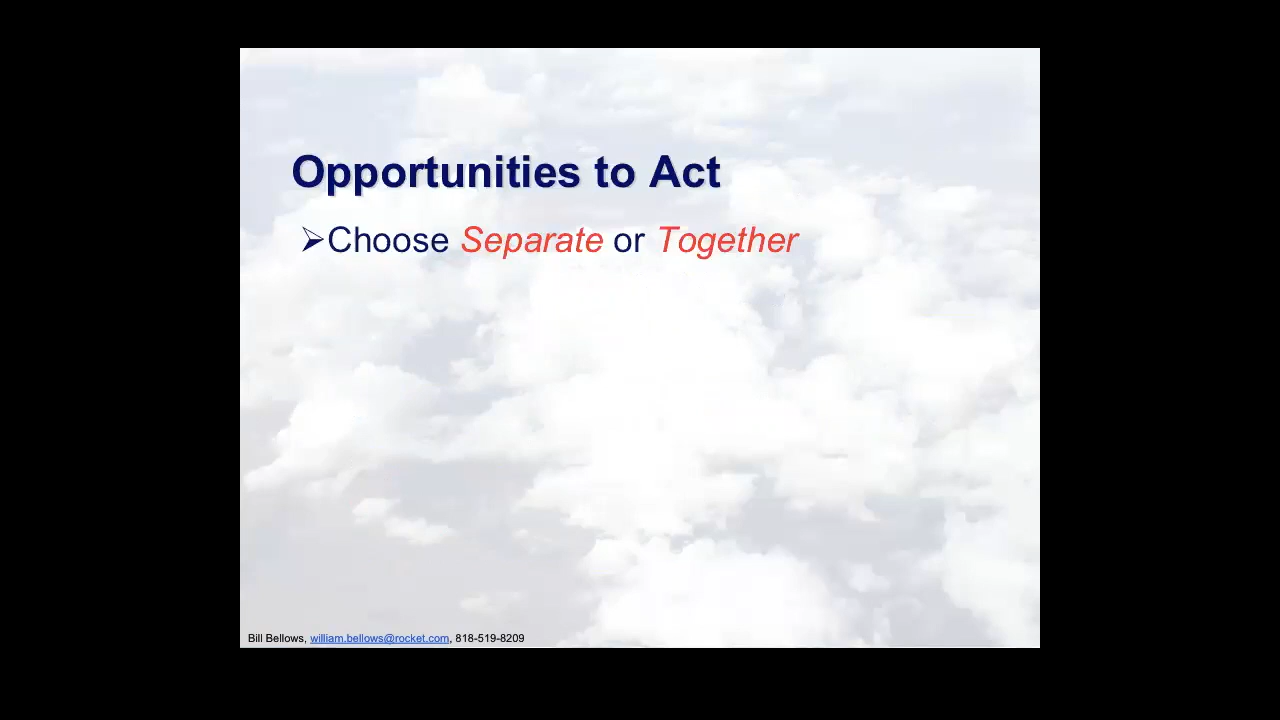 Opportunities to Act
➢Choose Separate or Together
Bill Bellows, william.bellows@rocket.com, 818-519-8209